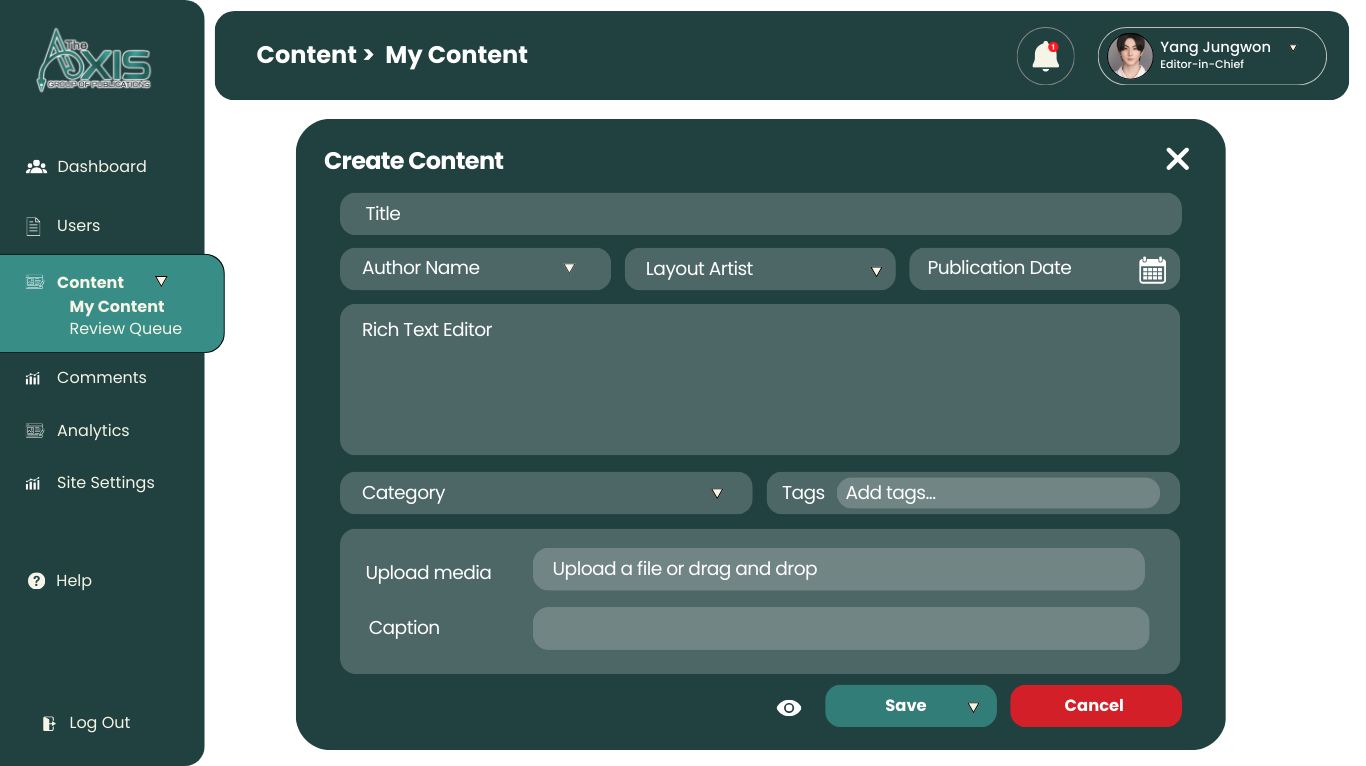 The
AXIS
GROUP OF PUBLICATIONS
Dashboard
Users
Content
My Content
Review Queue
Comments
Analytics
Site Settings
? Help
Log Out
Content > My Content
1
Yang Jungwon
Editor-in-Chief
Create Content
Title
Author Name
Layout Artist
Publication Date
Rich Text Editor
Category
Tags Add tags...
Upload media Upload a file or drag and drop
Caption
Save
Cancel